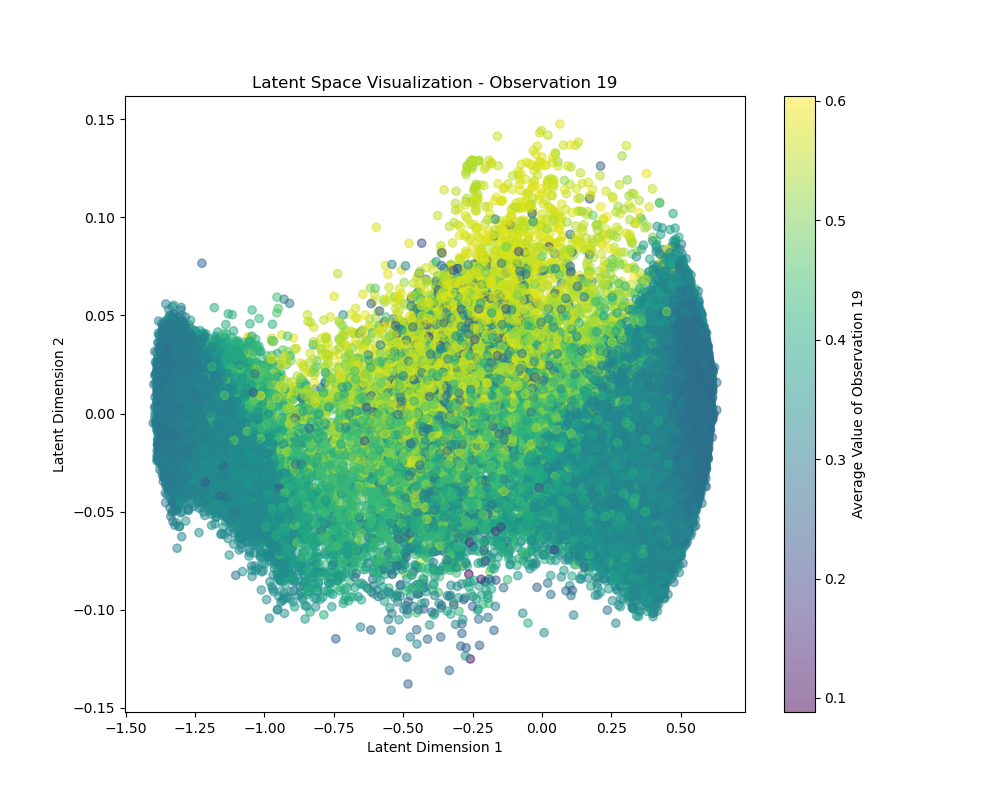 Latent Space Visualization - Observation 19
0.15
0.10
0.05
0.00
−0.05
−0.10
−0.15
Latent Dimension 2
−1.50 −1.25 −1.00 −0.75 −0.50 −0.25 0.00 0.25 0.50
Latent Dimension 1
0.6
0.5
0.4
0.3
0.2
0.1
Average Value of Observation 19